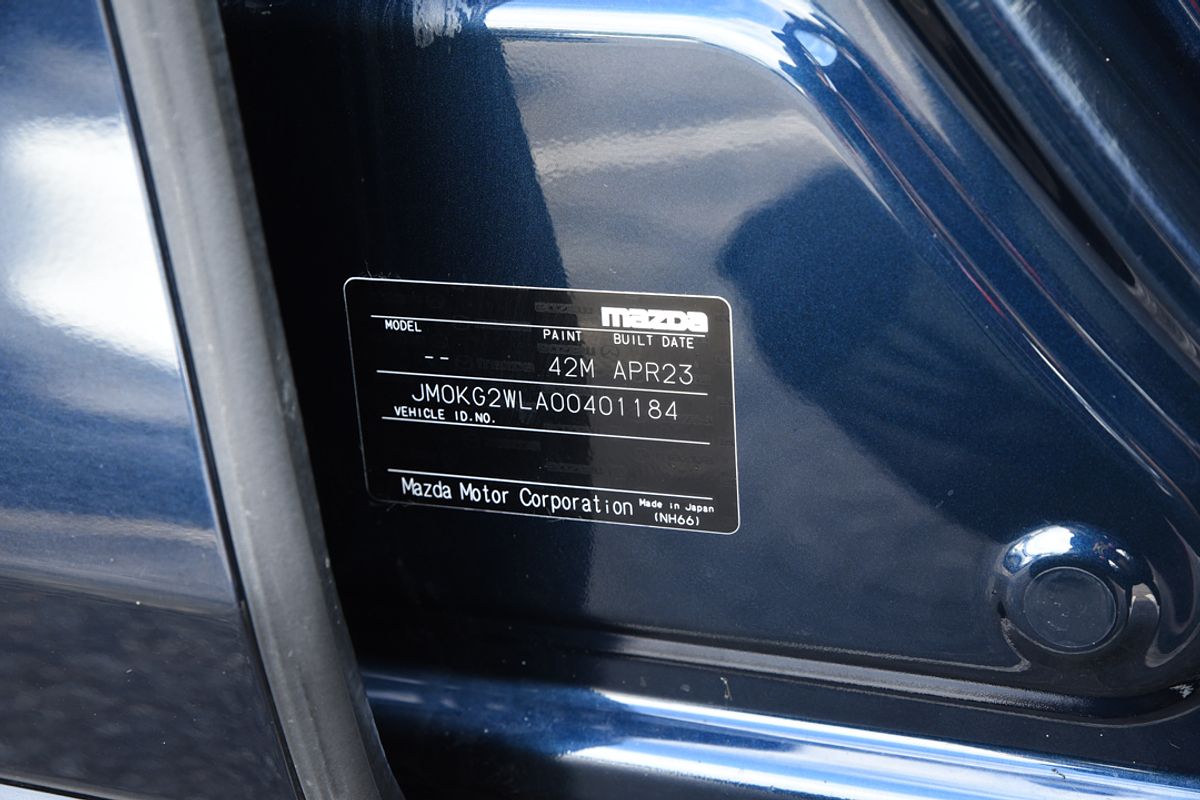 mazda
MODEL PAINT BUILT DATE
-- 42M APR23
JM0KG2WLA00401184
VEHICLE ID.NO.
Mazda Motor Corporation Made in Japan
(NH66)